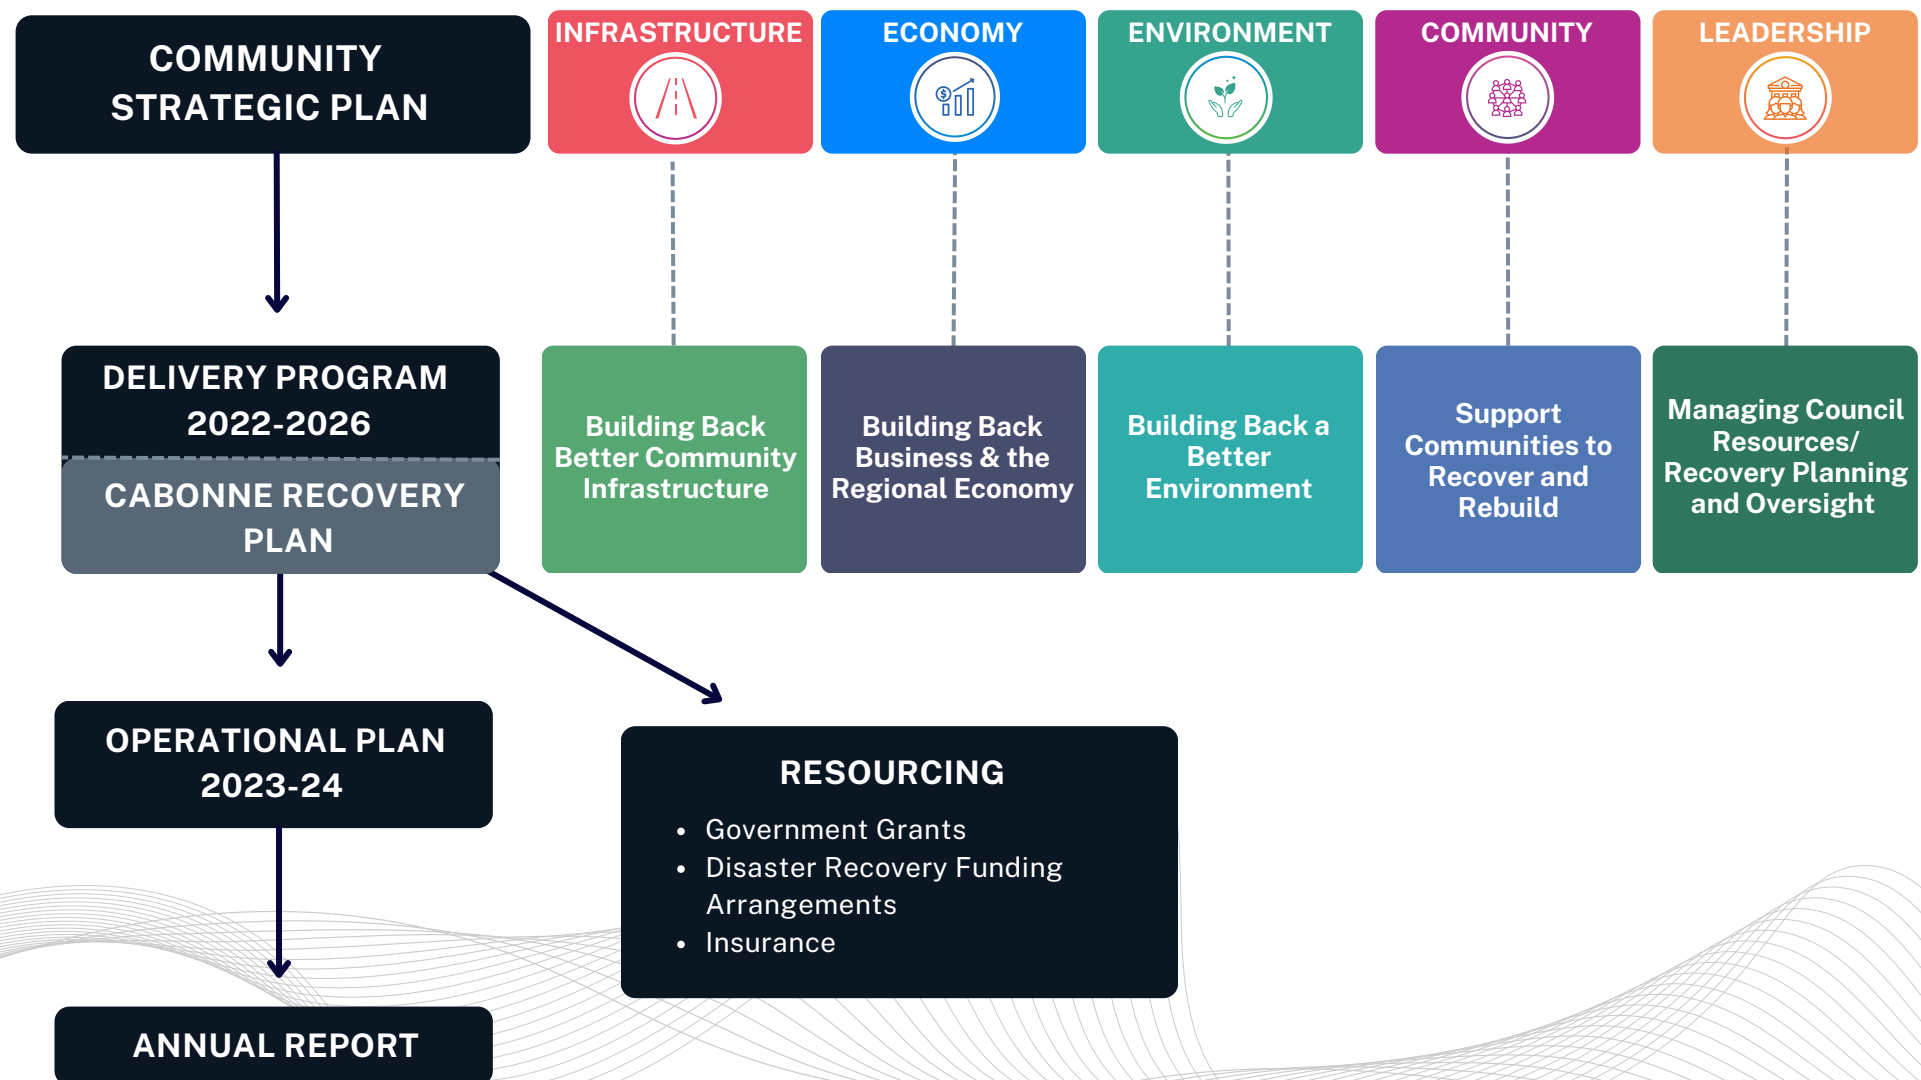 COMMUNITY
STRATEGIC PLAN
INFRASTRUCTURE
ECONOMY
ENVIRONMENT
COMMUNITY
LEADERSHIP
DELIVERY PROGRAM
2022-2026
CABONNE RECOVERY
PLAN
Building Back
Better Community
Infrastructure
Building Back
Business & the
Regional Economy
Building Back a
Better
Environment
Support
Communities to
Recover and
Rebuild
Managing Council
Resources/
Recovery Planning
and Oversight
OPERATIONAL PLAN
2023-24
RESOURCING
• Government Grants
• Disaster Recovery Funding
Arrangements
• Insurance
ANNUAL REPORT